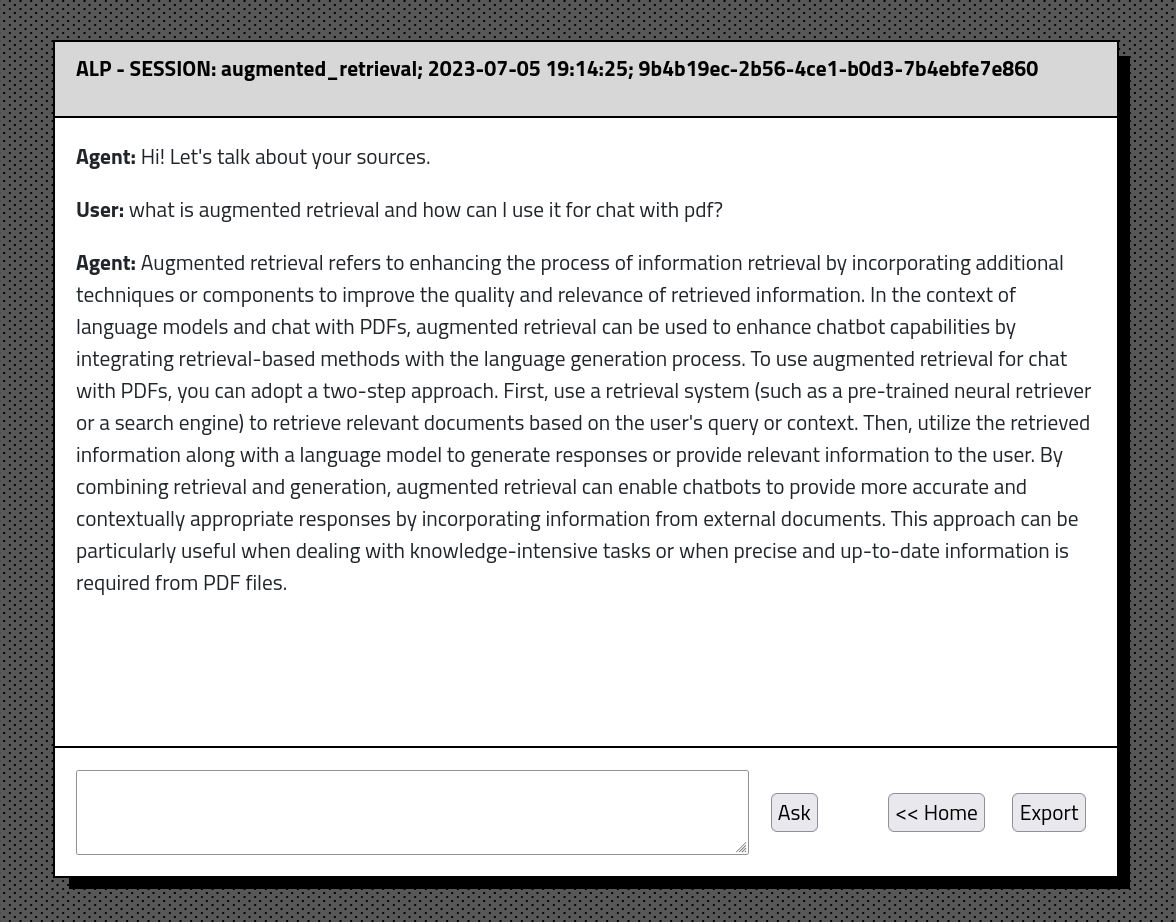 ALP - SESSION: augmented_retrieval; 2023-07-05 19:14:25; 9b4b19ec-2b56-4ce1-b0d3-7b4ebfe7e860
Agent: Hi! Let's talk about your sources.
User: what is augmented retrieval and how can I use it for chat with pdf?
Agent: Augmented retrieval refers to enhancing the process of information retrieval by incorporating additional
techniques or components to improve the quality and relevance of retrieved information. In the context of
language models and chat with PDFs, augmented retrieval can be used to enhance chatbot capabilities by
integrating retrieval-based methods with the language generation process. To use augmented retrieval for chat
with PDFs, you can adopt a two-step approach. First, use a retrieval system (such as a pre-trained neural retriever
or a search engine) to retrieve relevant documents based on the user's query or context. Then, utilize the retrieved
information along with a language model to generate responses or provide relevant information to the user. By
combining retrieval and generation, augmented retrieval can enable chatbots to provide more accurate and
contextually appropriate responses by incorporating information from external documents. This approach can be
particularly useful when dealing with knowledge-intensive tasks or when precise and up-to-date information is
required from PDF files.
Ask << Home Export